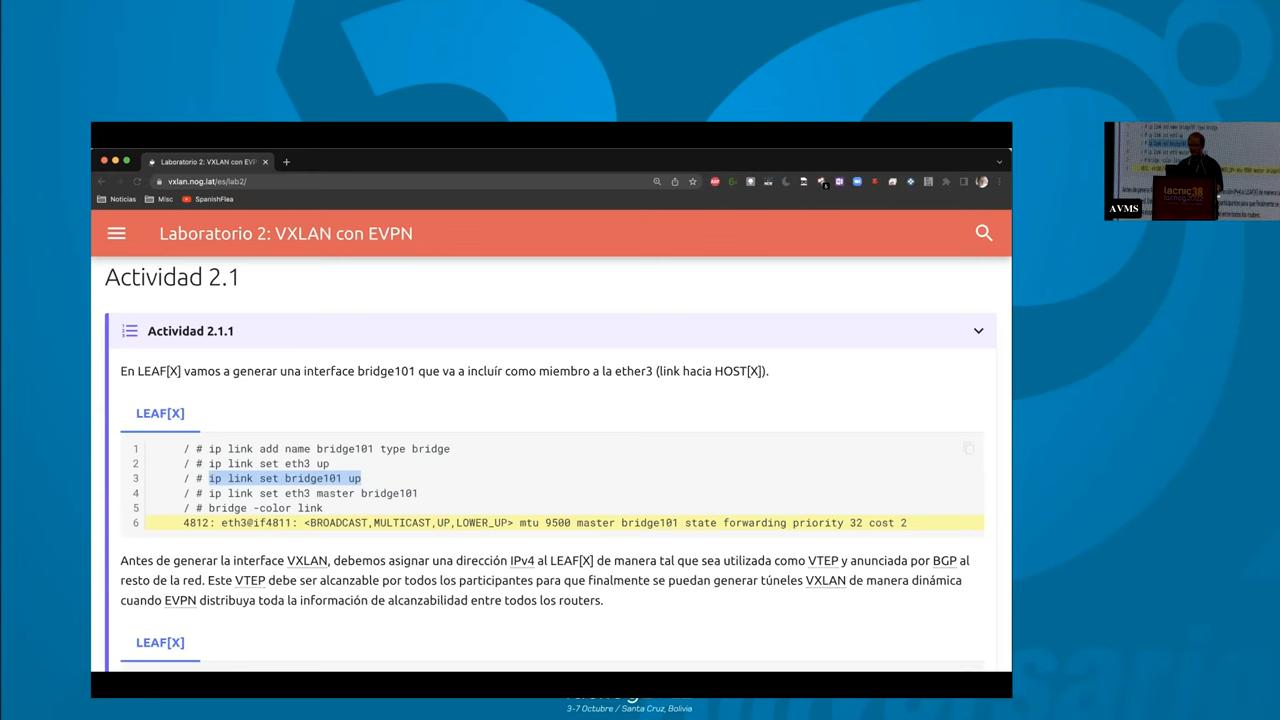 Laboratorio 2: VXLAN con EVP
vxlan.nog.lat/es/lab2/
Noticias
Misc
SpanishFlea
Laboratorio 2: VXLAN con EVPN
Actividad 2.1
Actividad 2.1.1
En LEAF[X] vamos a generar una interface bridge101 que va a incluír como miembro a la ether3 (link hacia HOST[X]).
LEAF[X]
1 / # ip link add name bridge101 type bridge
2 / # ip link set eth3 up
3 / # ip link set bridge101 up
4 / # ip link set eth3 master bridge101
5 / # bridge -color link
6 4812: eth3@if4811: <BROADCAST,MULTICAST,UP,LOWER_UP> mtu 9500 master bridge101 state forwarding priority 32 cost 2
Antes de generar la interface VXLAN, debemos asignar una dirección IPv4 al LEAF[X] de manera tal que sea utilizada como VTEP y anunciada por BGP al
resto de la red. Este VTEP debe ser alcanzable por todos los participantes para que finalmente se puedan generar túneles VXLAN de manera dinámica
cuando EVPN distribuya toda la información de alcanzabilidad entre todos los routers.
LEAF[X]
lacnic38
lacnog2022
AVMS
3-7 Octubre / Santa Cruz, Bolivia